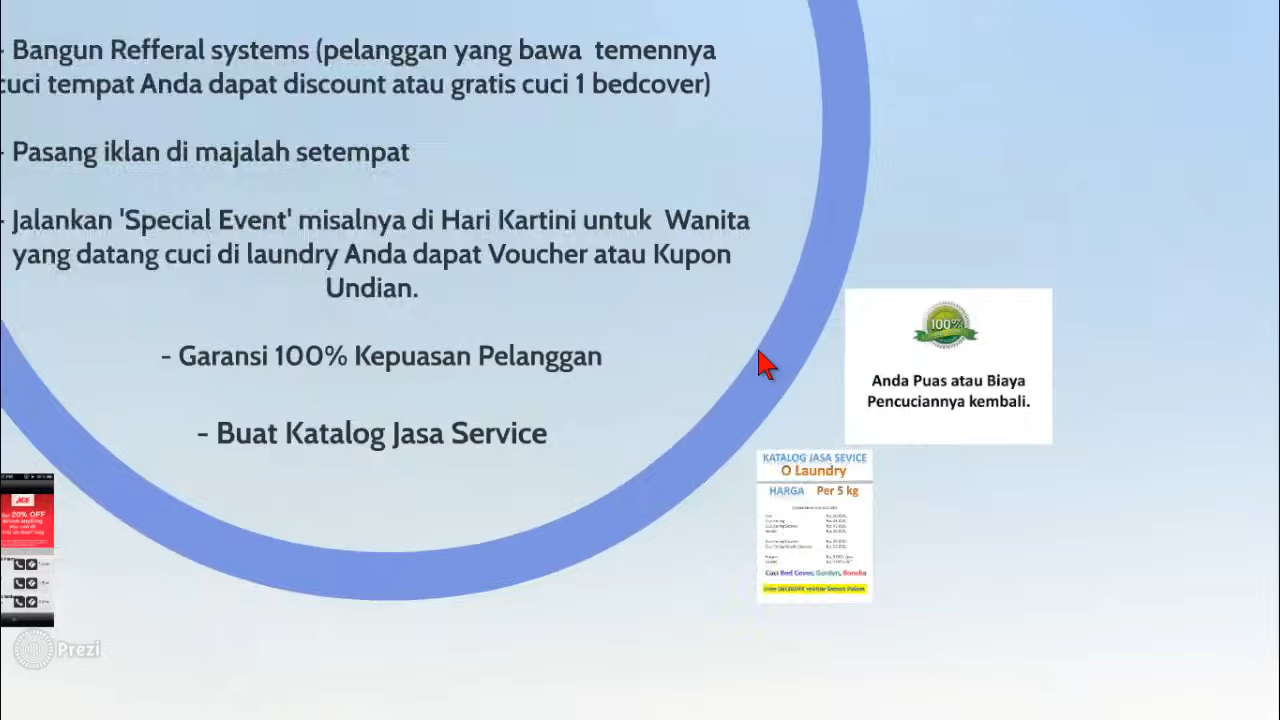 - Bangun Refferal systems (pelanggan yang bawa temennya
cuci tempat Anda dapat discount atau gratis cuci 1 bedcover)
- Pasang iklan di majalah setempat
- Jalankan 'Special Event' misalnya di Hari Kartini untuk Wanita
yang datang cuci di laundry Anda dapat Voucher atau Kupon
Undian.
- Garansi 100% Kepuasan Pelanggan
- Buat Katalog Jasa Service
100%
Anda Puas atau Biaya
Pencuciannya kembali.
KATALOG JASA SEVICE
O Laundry
HARGA Per 5 kg
Cuci Bed Cover, Gordyn, Boneka
ACE
20% OFF
Prezi